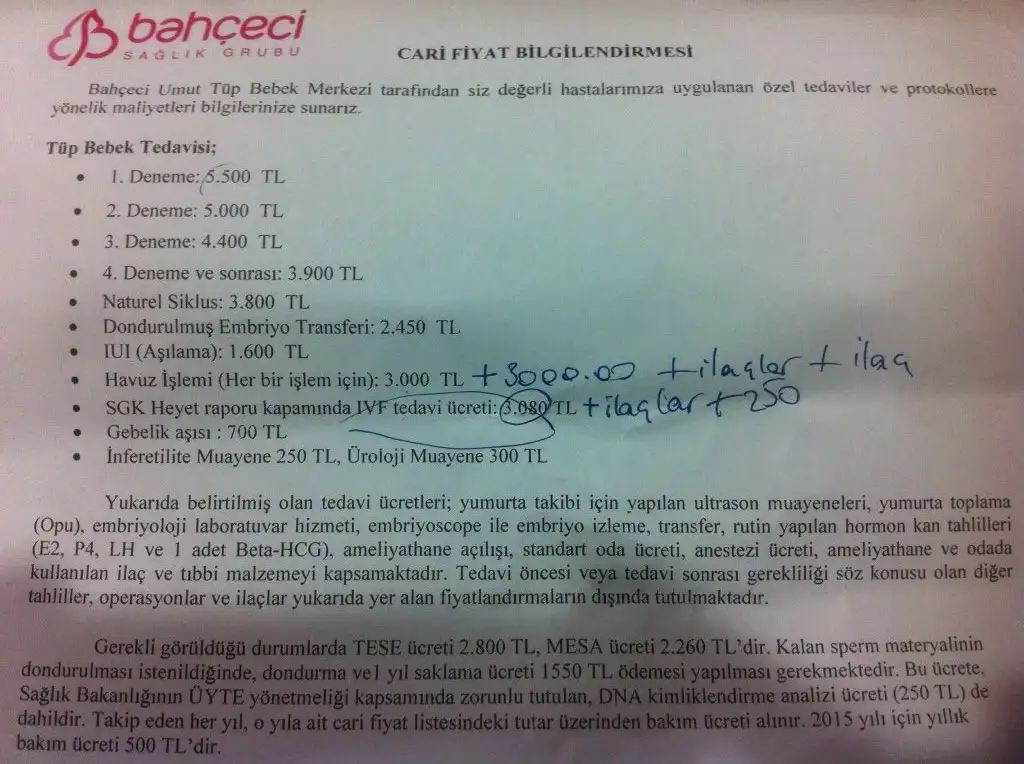 bahçeci
SAĞLIK GRUBU
CARİ FİYAT BİLGİLENDİRMESİ
Bahçeci Umut Tüp Bebek Merkezi tarafından siz değerli hastalarımıza uygulanan özel tedaviler ve protokollere
yönelik maliyetleri bilgilerinize sunarız.
Tüp Bebek Tedavisi;
• 1. Deneme: 5.500 TL
• 2. Deneme: 5.000 TL
• 3. Deneme: 4.400 TL
• 4. Deneme ve sonrası: 3.900 TL
• Naturel Siklus: 3.800 TL
• Dondurulmuş Embriyo Transferi: 2.450 TL
• IUI (Aşılama): 1.600 TL
• Havuz İşlemi (Her bir işlem için): 3.000 TL +3000.00 +ilaçlar + ilaç
• SGK Heyet raporu kapamında IVF tedavi ücreti: 3.080 TL +ilaçlar + 250
• Gebelik aşısı : 700 TL
• İnferetilite Muayene 250 TL, Üroloji Muayene 300 TL
Yukarıda belirtilmiş olan tedavi ücretleri; yumurta takibi için yapılan ultrason muayeneleri, yumurta toplama
(Opu), embriyoloji laboratuvar hizmeti, embriyoscope ile embriyo izleme, transfer, rutin yapılan hormon kan tahlilleri
(E2, P4, LH ve 1 adet Beta-HCG), ameliyathane açılışı, standart oda ücreti, anestezi ücreti, ameliyathane ve odada
kullanılan ilaç ve tıbbi malzemeyi kapsamaktadır. Tedavi öncesi veya tedavi sonrası gerekliliği söz konusu olan diğer
tahliller, operasyonlar ve ilaçlar yukarıda yer alan fiyatlandırmaların dışında tutulmaktadır.
Gerekli görüldüğü durumlarda TESE ücreti 2.800 TL, MESA ücreti 2.260 TL'dir. Kalan sperm materyalinin
dondurulması istenildiğinde, dondurma ve1 yıl saklama ücreti 1550 TL ödemesi yapılması gerekmektedir. Bu ücrete,
Sağlık Bakanlığının ÜYTE yönetmeliği kapsamında zorunlu tutulan, DNA kimliklendirme analizi ücreti (250 TL) de
dahildir. Takip eden her yıl, o yıla ait cari fiyat listesindeki tutar üzerinden bakım ücreti alınır. 2015 yılı için yıllık
bakım ücreti 500 TL'dir.